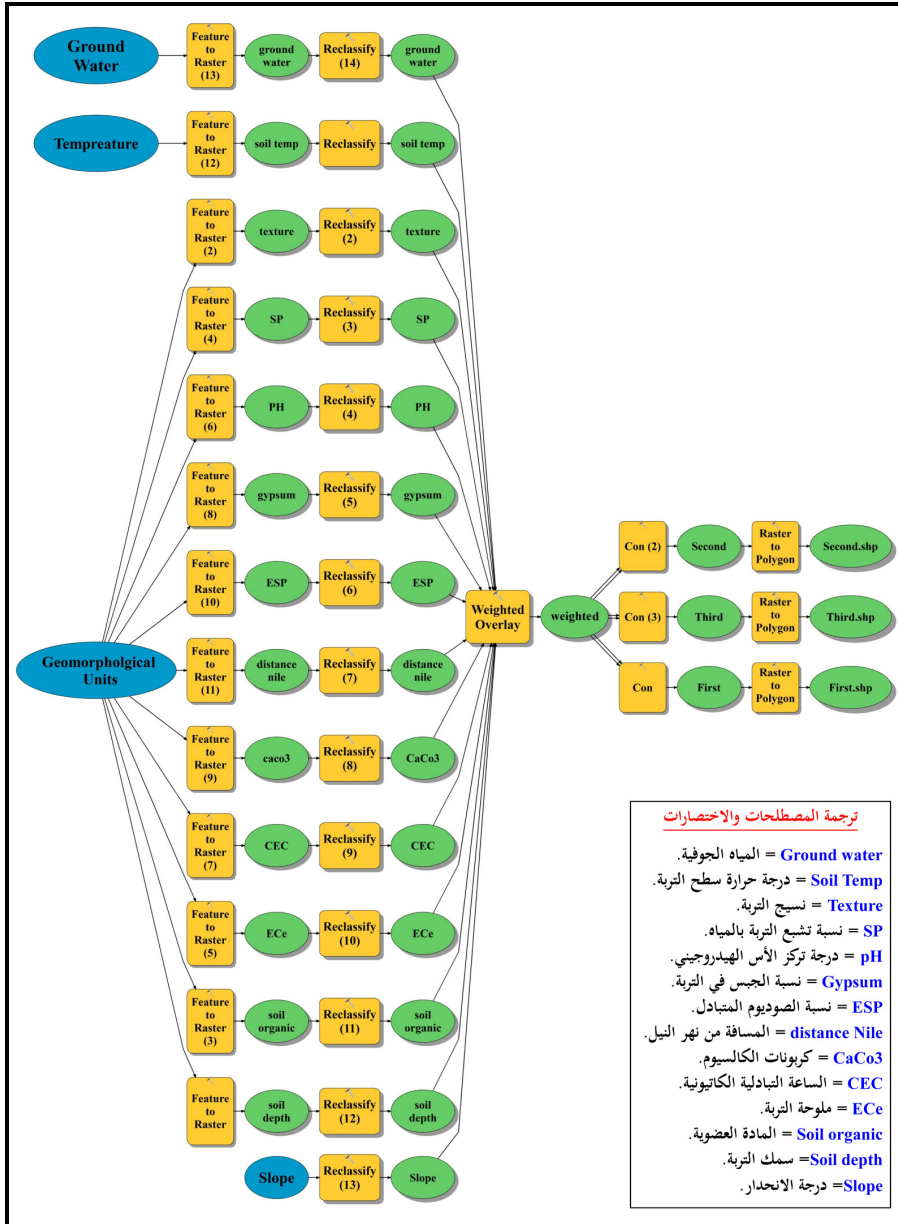 Ground
Water
Feature
to
Raster
(13)
ground
water
Reclassify
(14)
ground
water
Tempreature
Feature
to
Raster
(12)
soil temp
Reclassify
soil temp
Feature
to
Raster
(2)
texture
Reclassify
(2)
texture
Feature
to
Raster
(4)
SP
Reclassify
(3)
SP
Feature
to
Raster
(6)
PH
Reclassify
(4)
PH
Feature
to
Raster
(8)
gypsum
Reclassify
(5)
gypsum
Feature
to
Raster
(10)
ESP
Reclassify
(6)
ESP
Geomorpholgical
Units
Feature
to
Raster
(11)
distance
nile
Reclassify
(7)
distance
nile
Feature
to
Raster
(9)
caco3
Reclassify
(8)
CaCo3
Feature
to
Raster
(7)
CEC
Reclassify
(9)
CEC
Feature
to
Raster
(5)
ECe
Reclassify
(10)
ECe
Feature
to
Raster
(3)
soil
organic
Reclassify
(11)
soil
organic
Feature
to
Raster
soil
depth
Reclassify
(12)
soil
depth
Slope
Reclassify
(13)
Slope
Weighted
Overlay
weighted
Con (2)
Second
Raster
to
Polygon
Second.shp
Con (3)
Third
Raster
to
Polygon
Third.shp
Con
First
Raster
to
Polygon
First.shp
ترجمة المصطلحات والاختصارات
Ground water = المياه الجوفية.
Soil Temp = درجة حرارة سطح التربة.
Texture = نسيج التربة.
SP = نسبة تشبع التربة بالمياه.
pH = درجة تركز الأس الهيدروجيني.
Gypsum = نسبة الجبس في التربة.
ESP = نسبة الصوديوم المتبادل.
distance Nile = المسافة من نهر النيل.
CaCo3 = كربونات الكالسيوم.
CEC = الساعة التبادلية الكاتيونية.
ECe = ملوحة التربة.
Soil organic = المادة العضوية.
Soil depth= سمك التربة.
Slope= درجة الانحدار.